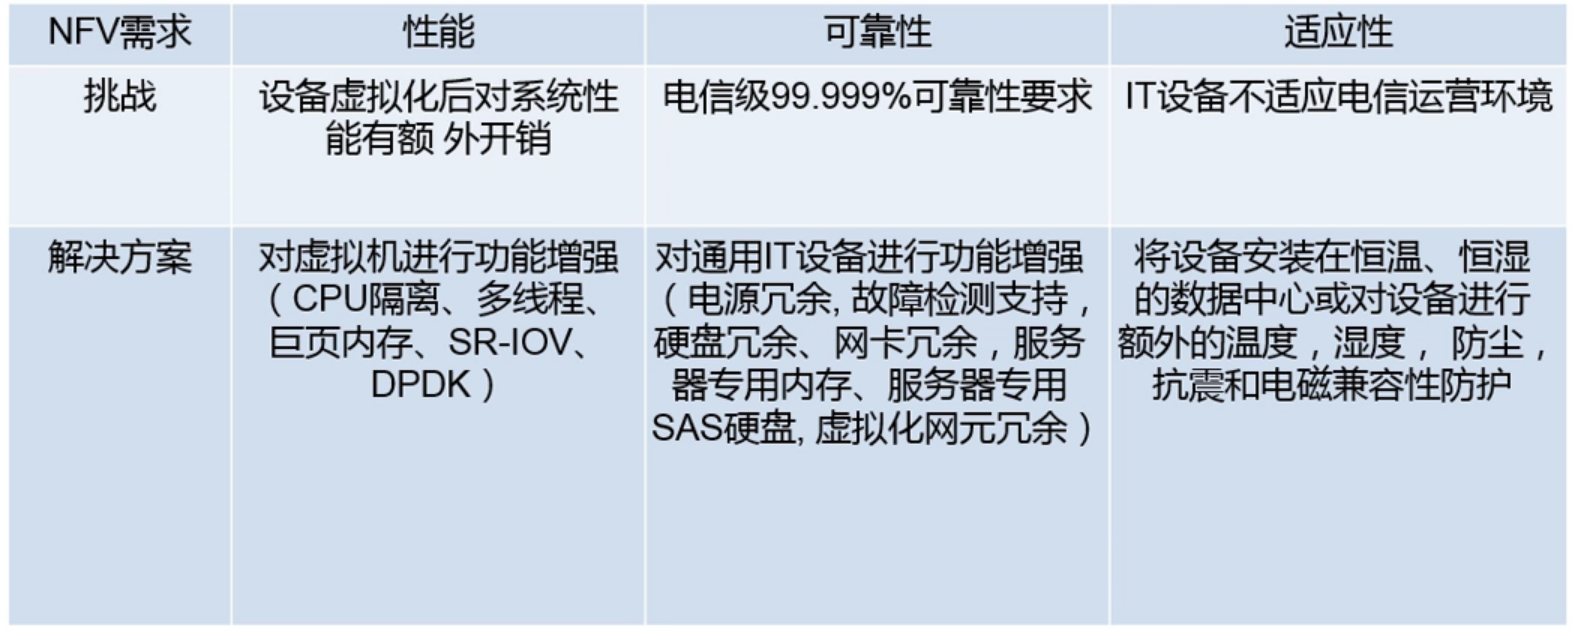 NFV需求
性能
可靠性
适应性
挑战
设备虚拟化后对系统性
能有额 外开销
电信级99.999%可靠性要求
IT设备不适应电信运营环境
解决方案
对虚拟机进行功能增强
（CPU隔离、多线程、
巨页内存、SR-IOV、
DPDK）
对通用IT设备进行功能增强
（电源冗余, 故障检测支持，
硬盘冗余、网卡冗余，服务
器专用内存、服务器专用
SAS硬盘, 虚拟化网元冗余）
将设备安装在恒温、恒湿
的数据中心或对设备进行
额外的温度，湿度， 防尘，
抗震和电磁兼容性防护